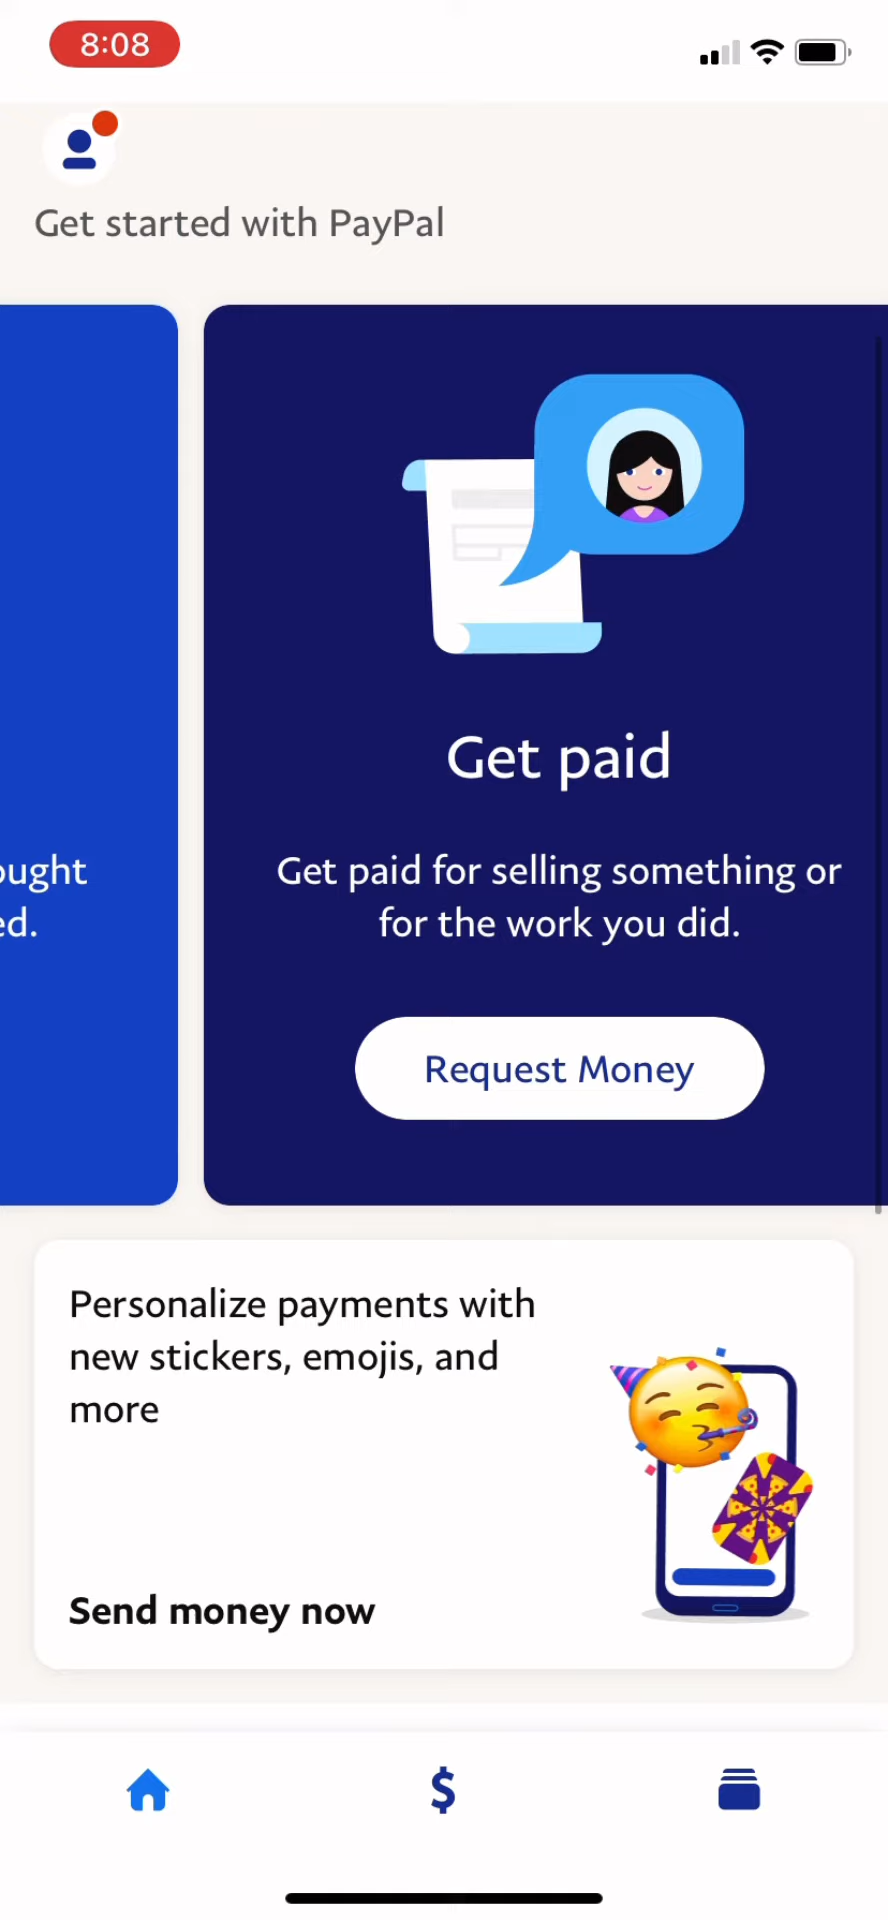 8:08
Get started with PayPal
Get paid
ought
ed.
Get paid for selling something or
for the work you did.
Request Money
Personalize payments with
new stickers, emojis, and
more
Send money now
$